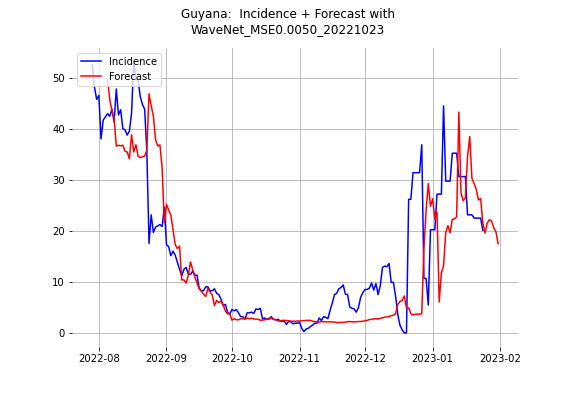 Guyana:  Incidence + Forecast with
WaveNet_MSE0.0050_20221023
Incidence
Forecast
50
40
30
20
10
0
2022-08 2022-09 2022-10 2022-11 2022-12 2023-01 2023-02